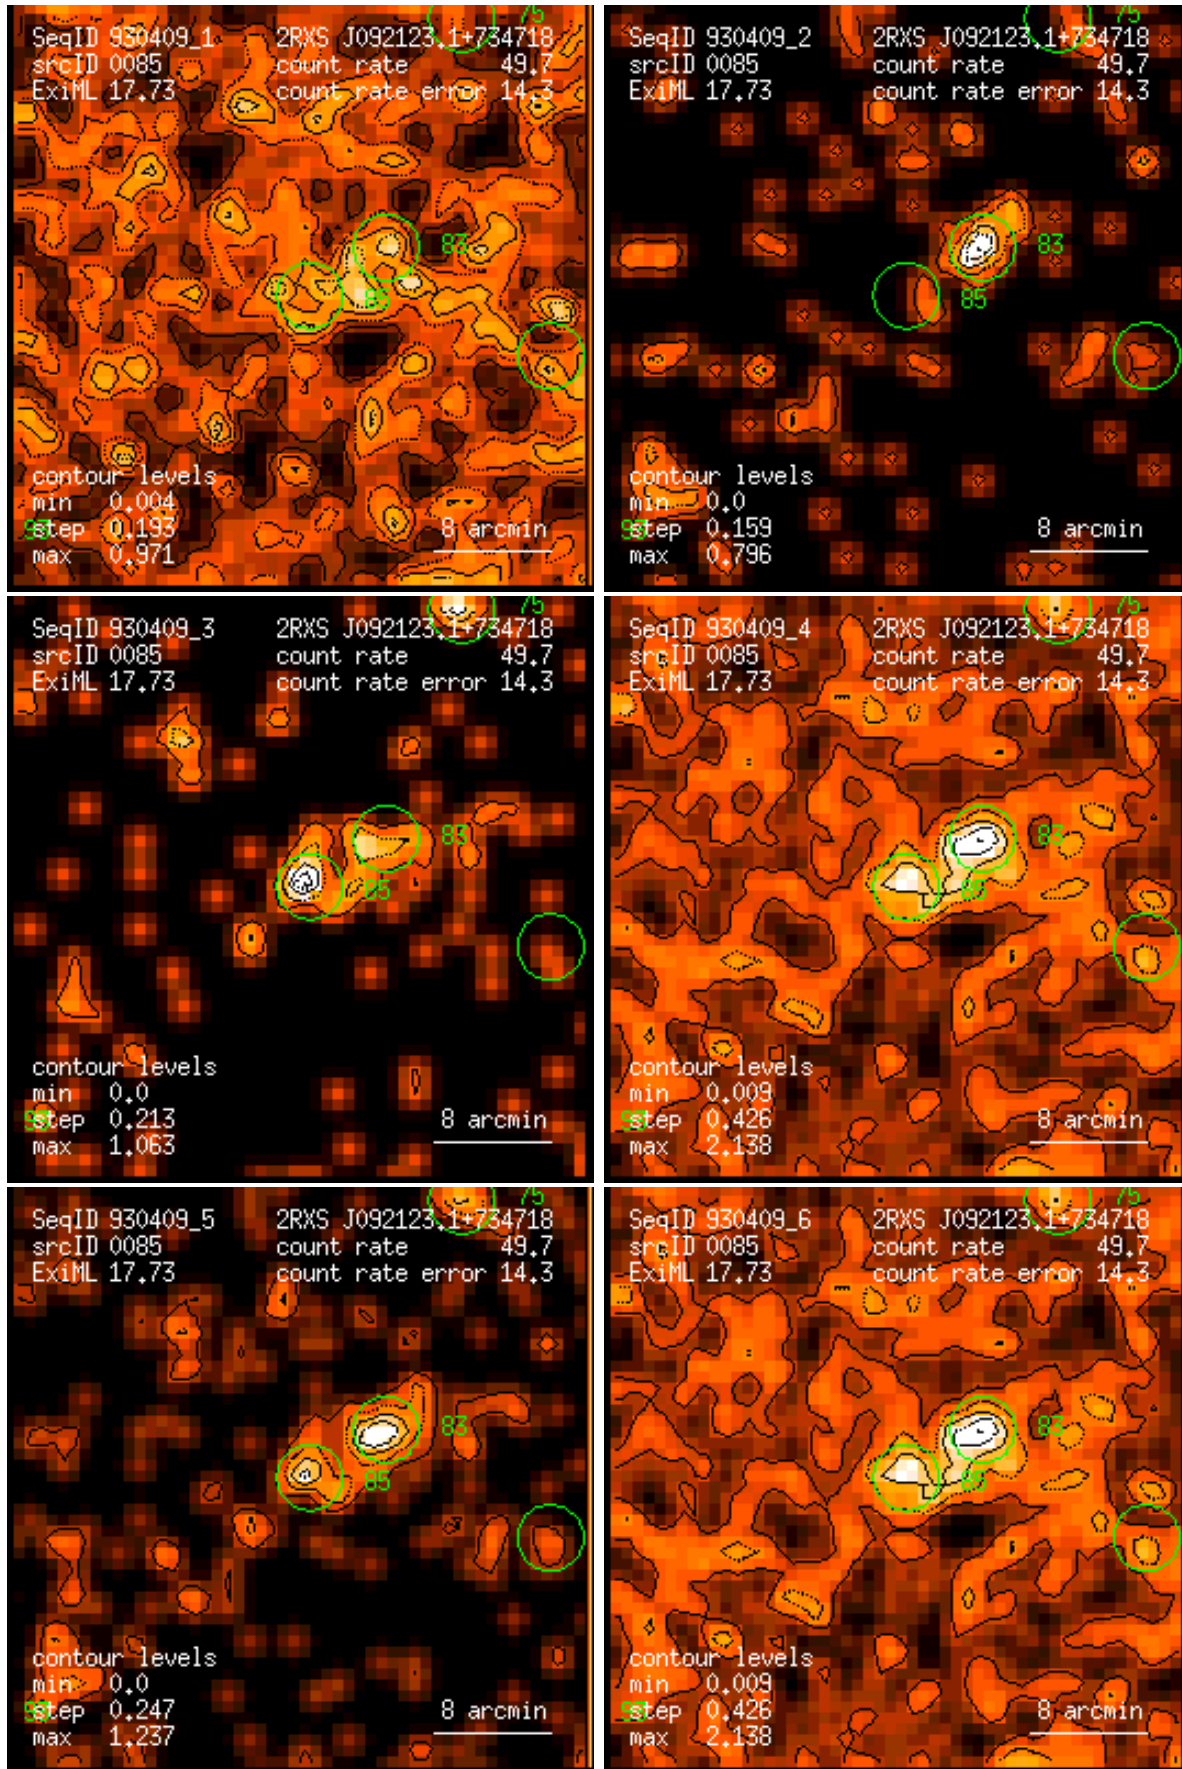 75
SeqID 930409_1 2RXS J092123.1+734718
srcID 0085 count rate 49.7
ExiML 17.73 count rate error 14.3
83
85
contour levels
min 0.004
step 0.193 8 arcmin
max 0.971
75
SeqID 930409_2 2RXS J092123.1+734718
srcID 0085 count rate 49.7
ExiML 17.73 count rate error 14.3
83
85
contour levels
min 0.0
step 0.159 8 arcmin
max 0.796
75
SeqID 930409_3 2RXS J092123.1+734718
srcID 0085 count rate 49.7
ExiML 17.73 count rate error 14.3
83
85
contour levels
min 0.0
step 0.213 8 arcmin
max 1.063
75
SeqID 930409_4 2RXS J092123.1+734718
srcID 0085 count rate 49.7
ExiML 17.73 count rate error 14.3
83
85
contour levels
min 0.009
step 0.426 8 arcmin
max 2.138
75
SeqID 930409_5 2RXS J092123.1+734718
srcID 0085 count rate 49.7
ExiML 17.73 count rate error 14.3
83
85
contour levels
min 0.0
step 0.247 8 arcmin
max 1.237
75
SeqID 930409_6 2RXS J092123.1+734718
srcID 0085 count rate 49.7
ExiML 17.73 count rate error 14.3
83
85
contour levels
min 0.009
step 0.426 8 arcmin
max 2.138